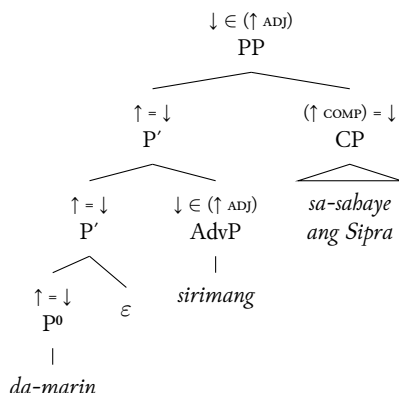 ↓ ∈ (↑ ADJ)
PP
↑ = ↓ (↑ COMP) = ↓
P′ CP
↑ = ↓ ↓ ∈ (↑ ADJ) sa-sahaye
P′ AdvP ang Sipra
↑ = ↓ ε sirimang
P⁰
da-marin